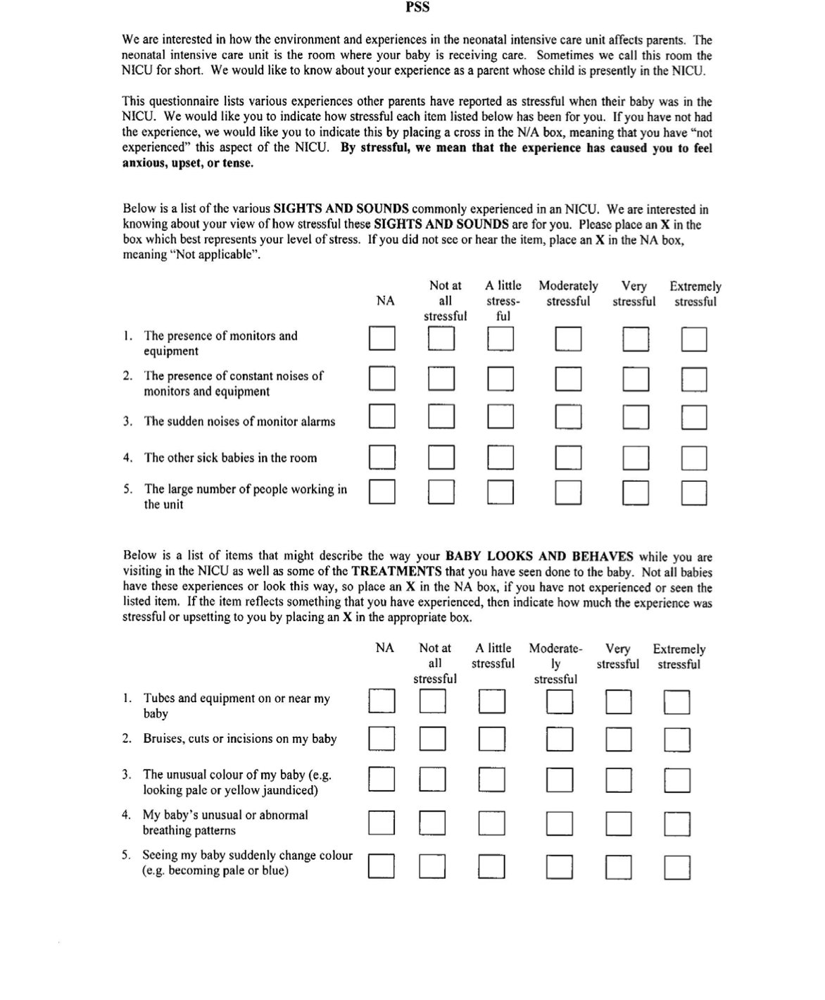 PSS
We are interested in how the environment and experiences in the neonatal intensive care unit affects parents. The
neonatal intensive care unit is the room where your baby is receiving care. Sometimes we call this room the
NICU for short. We would like to know about your experience as a parent whose child is presently in the NICU.
This questionnaire lists various experiences other parents have reported as stressful when their baby was in the
NICU. We would like you to indicate how stressful each item listed below has been for you. If you have not had
the experience, we would like you to indicate this by placing a cross in the N/A box, meaning that you have “not
experienced” this aspect of the NICU. By stressful, we mean that the experience has caused you to feel
anxious, upset, or tense.
Below is a list of the various SIGHTS AND SOUNDS commonly experienced in an NICU. We are interested in
knowing about your view of how stressful these SIGHTS AND SOUNDS are for you. Please place an X in the
box which best represents your level of stress. If you did not see or hear the item, place an X in the NA box,
meaning “Not applicable”.
Not at A little Moderately Very Extremely
NA all stress- stressful stressful stressful
stressful ful
1. The presence of monitors and
equipment
2. The presence of constant noises of
monitors and equipment
3. The sudden noises of monitor alarms
4. The other sick babies in the room
5. The large number of people working in
the unit
Below is a list of items that might describe the way your BABY LOOKS AND BEHAVES while you are
visiting in the NICU as well as some of the TREATMENTS that you have seen done to the baby. Not all babies
have these experiences or look this way, so place an X in the NA box, if you have not experienced or seen the
listed item. If the item reflects something that you have experienced, then indicate how much the experience was
stressful or upsetting to you by placing an X in the appropriate box.
NA Not at A little Moderate- Very Extremely
all stressful ly stressful stressful
stressful stressful
1. Tubes and equipment on or near my
baby
2. Bruises, cuts or incisions on my baby
3. The unusual colour of my baby (e.g.
looking pale or yellow jaundiced)
4. My baby’s unusual or abnormal
breathing patterns
5. Seeing my baby suddenly change colour
(e.g. becoming pale or blue)